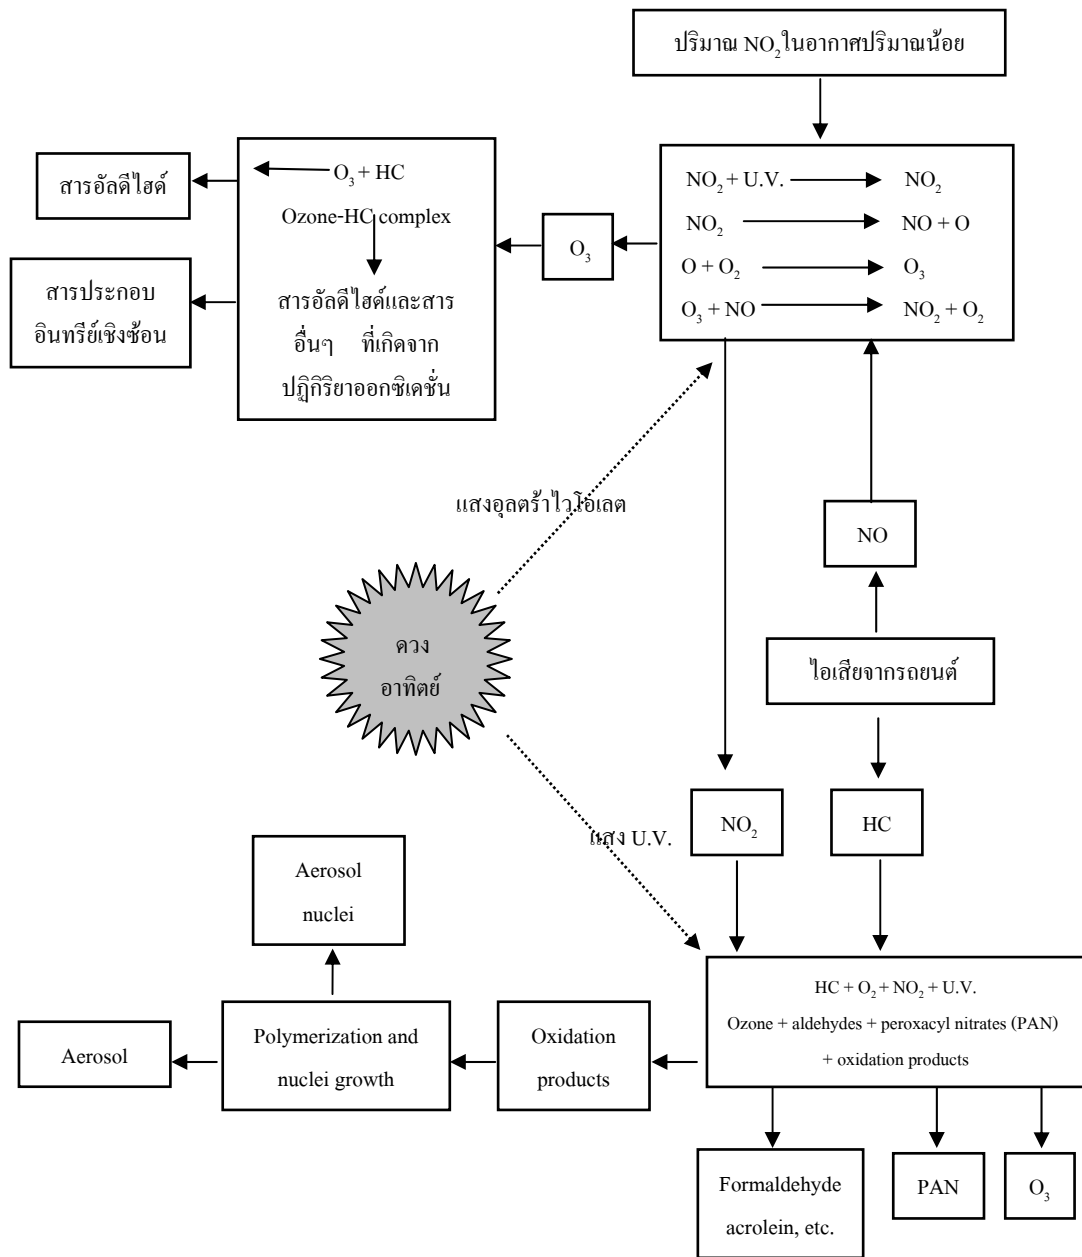 ปริมาณ NO₂ในอากาศปริมาณน้อย
NO₂ + U.V. NO₂
NO₂ NO + O
O + O₂ O₃
O₃ + NO NO₂ + O₂
O₃
O₃ + HC
Ozone-HC complex
สารอัลดีไฮด์และสาร
อื่นๆ ที่เกิดจาก
ปฏิกิริยาออกซิเดชั่น
สารอัลดีไฮด์
สารประกอบ
อินทรีย์เชิงซ้อน
แสงอุลตร้าไวโอเลต
NO
ดวง
อาทิตย์
ไอเสียจากรถยนต์
แสง U.V.
NO₂
HC
Aerosol
nuclei
HC + O₂ + NO₂ + U.V.
Ozone + aldehydes + peroxacyl nitrates (PAN)
+ oxidation products
Oxidation
products
Polymerization and
nuclei growth
Aerosol
Formaldehyde
acrolein, etc.
PAN
O₃